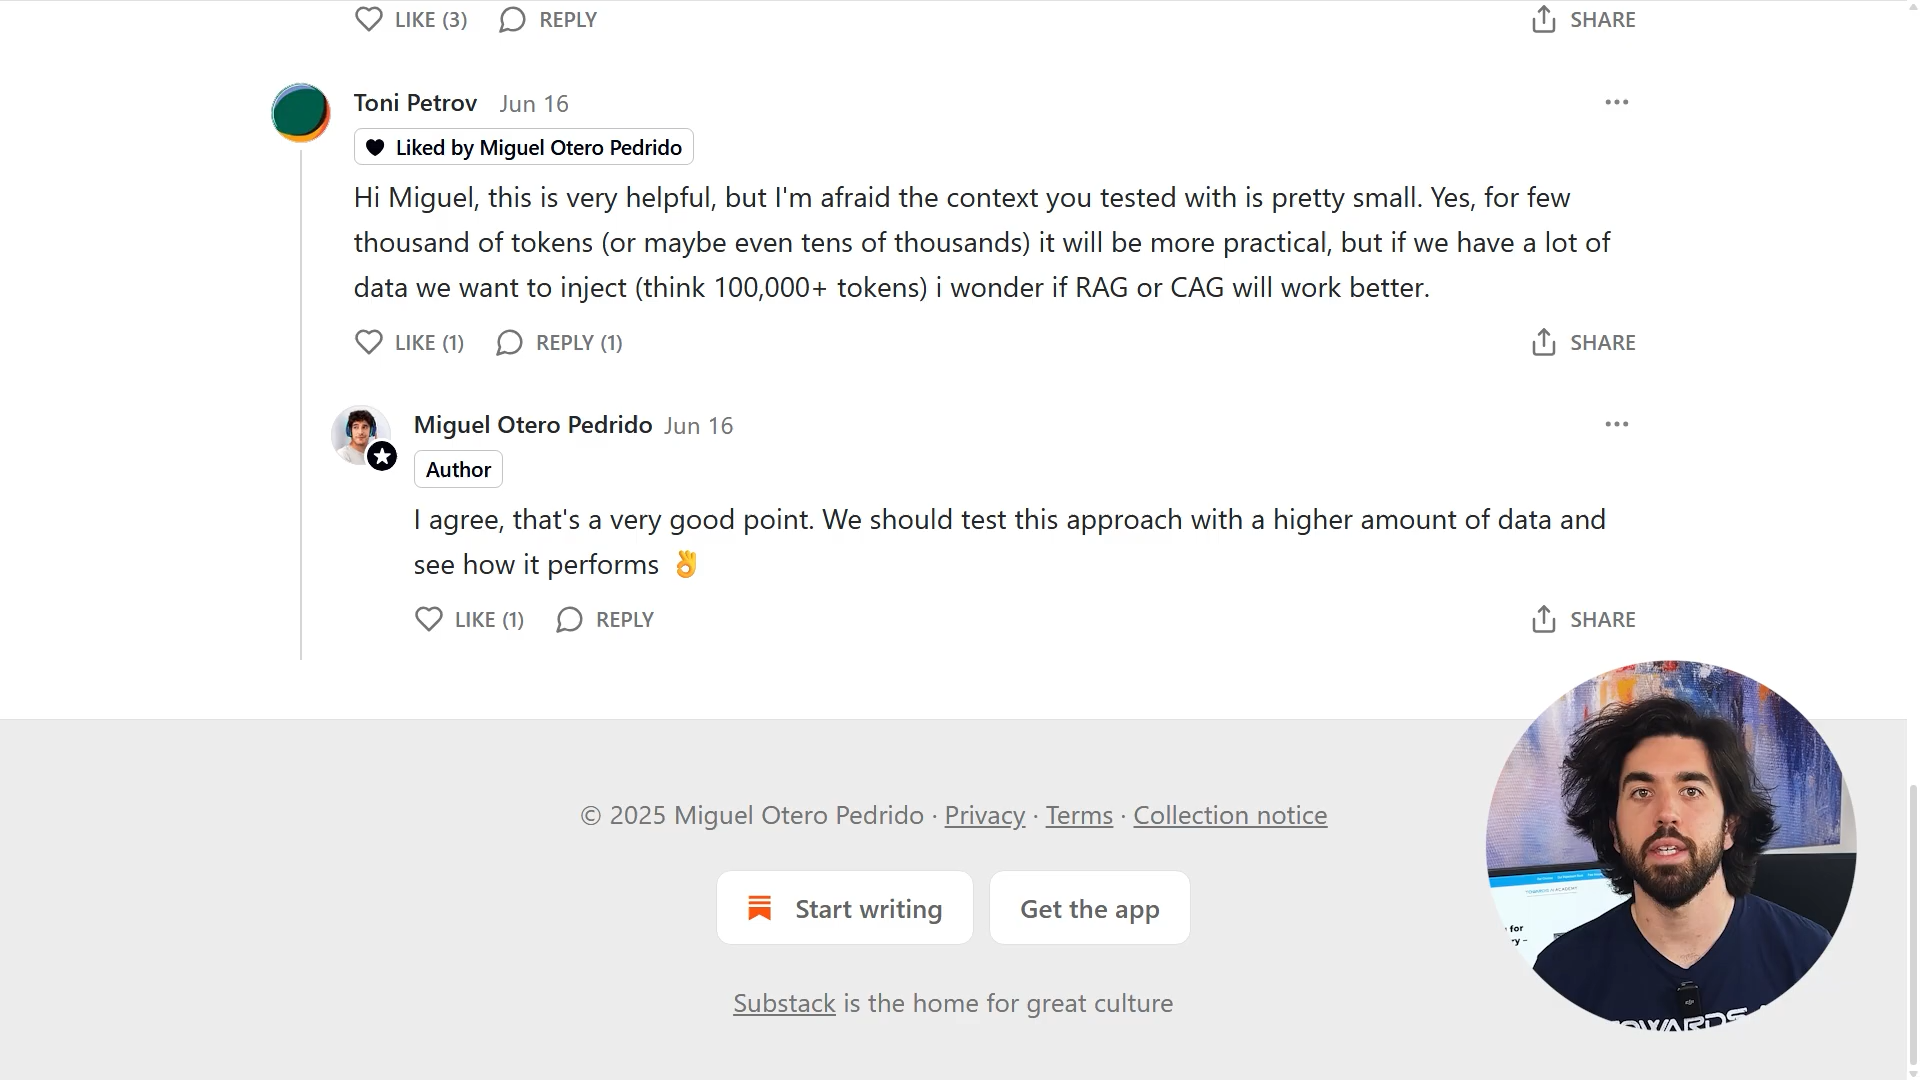 LIKE (3) REPLY SHARE
Toni Petrov Jun 16
Liked by Miguel Otero Pedrido
Hi Miguel, this is very helpful, but I'm afraid the context you tested with is pretty small. Yes, for few
thousand of tokens (or maybe even tens of thousands) it will be more practical, but if we have a lot of
data we want to inject (think 100,000+ tokens) i wonder if RAG or CAG will work better.
LIKE (1) REPLY (1) SHARE
Miguel Otero Pedrido Jun 16
Author
I agree, that's a very good point. We should test this approach with a higher amount of data and
see how it performs 👌
LIKE (1) REPLY SHARE
© 2025 Miguel Otero Pedrido · Privacy · Terms · Collection notice
Start writing Get the app
Substack is the home for great culture
for